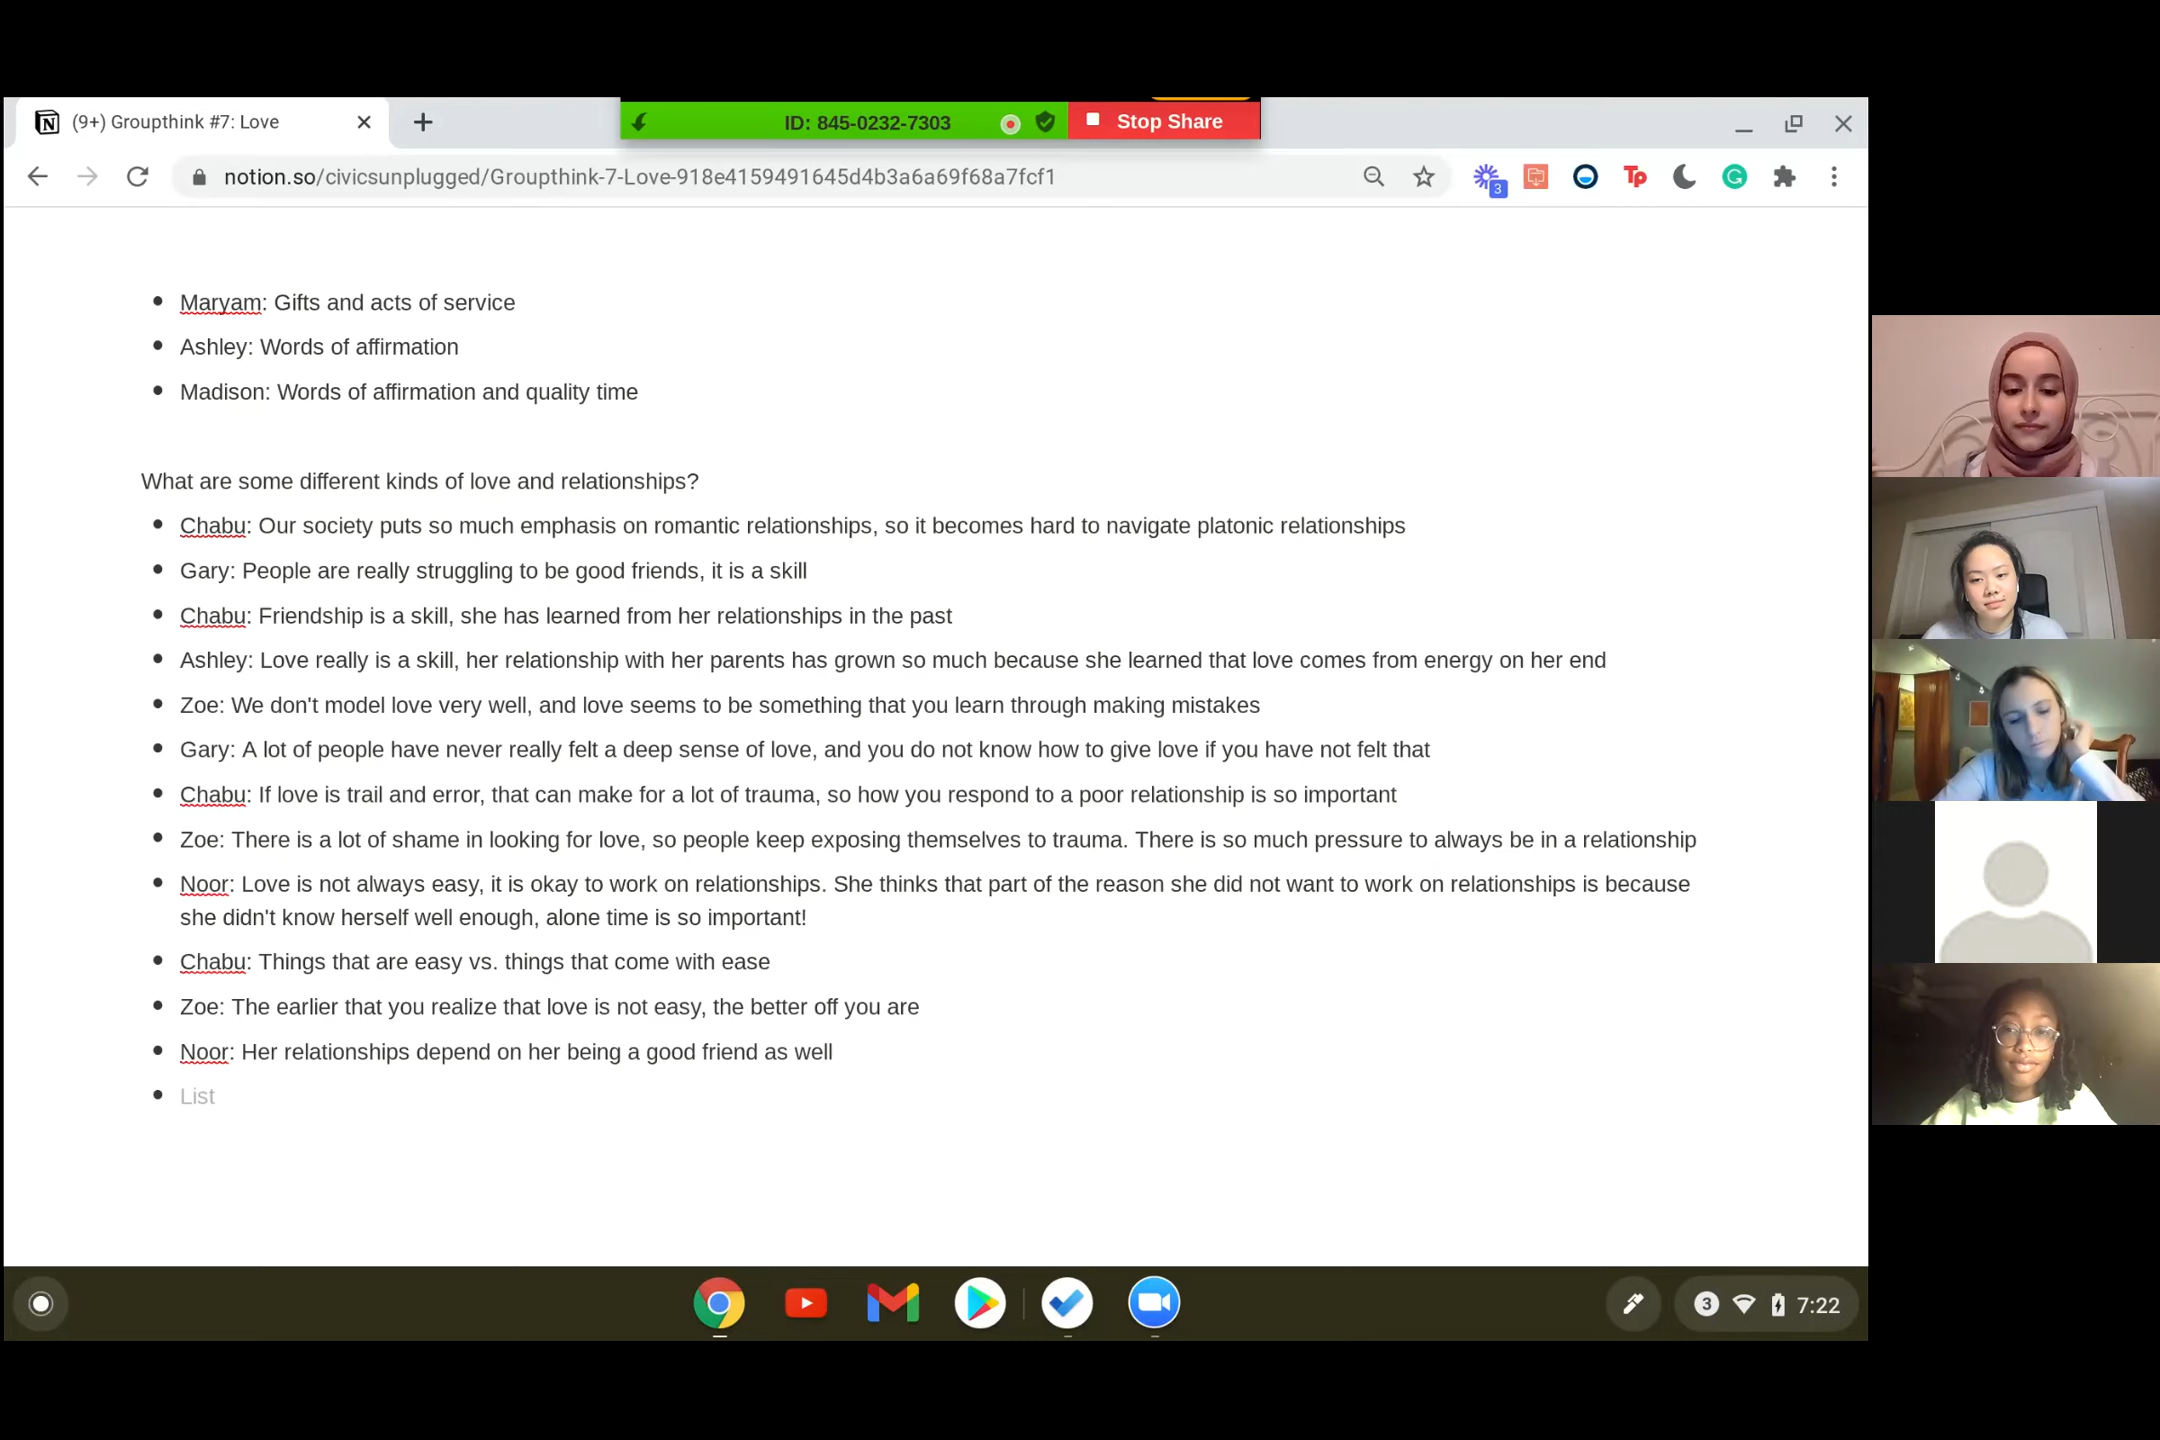 (9+) Groupthink #7: Love
ID: 845-0232-7303
Stop Share
notion.so/civicsunplugged/Groupthink-7-Love-918e4159491645d4b3a6a69f68a7fcf1
3
Tp
Maryam: Gifts and acts of service
Ashley: Words of affirmation
Madison: Words of affirmation and quality time
What are some different kinds of love and relationships?
Chabu: Our society puts so much emphasis on romantic relationships, so it becomes hard to navigate platonic relationships
Gary: People are really struggling to be good friends, it is a skill
Chabu: Friendship is a skill, she has learned from her relationships in the past
Ashley: Love really is a skill, her relationship with her parents has grown so much because she learned that love comes from energy on her end
Zoe: We don't model love very well, and love seems to be something that you learn through making mistakes
Gary: A lot of people have never really felt a deep sense of love, and you do not know how to give love if you have not felt that
Chabu: If love is trail and error, that can make for a lot of trauma, so how you respond to a poor relationship is so important
Zoe: There is a lot of shame in looking for love, so people keep exposing themselves to trauma. There is so much pressure to always be in a relationship
Noor: Love is not always easy, it is okay to work on relationships. She thinks that part of the reason she did not want to work on relationships is because
she didn't know herself well enough, alone time is so important!
Chabu: Things that are easy vs. things that come with ease
Zoe: The earlier that you realize that love is not easy, the better off you are
Noor: Her relationships depend on her being a good friend as well
List
3 7:22